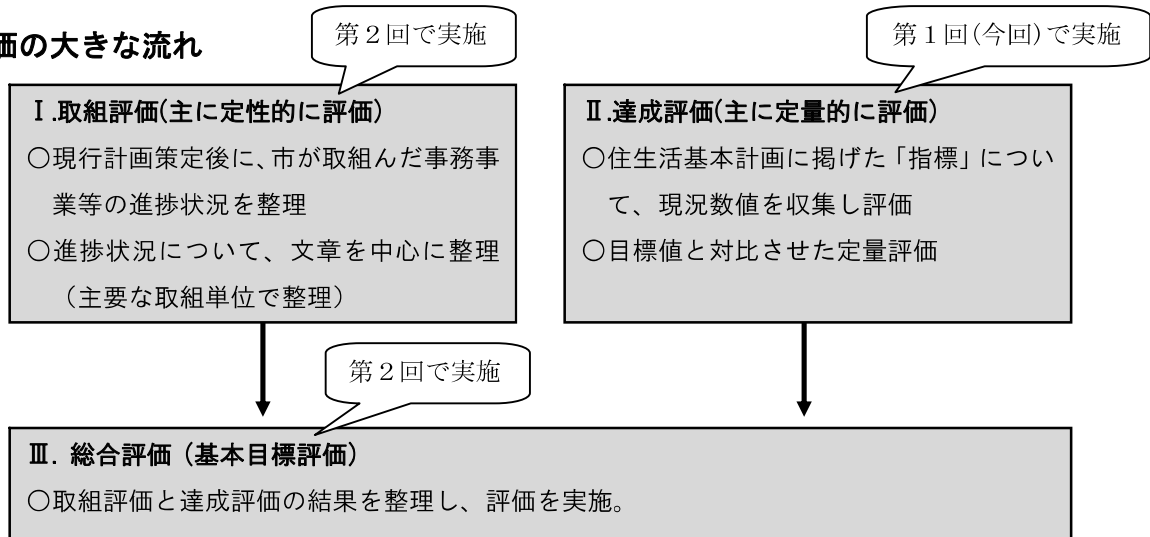 価の大きな流れ
第２回で実施
第１回(今回)で実施
Ⅰ.取組評価(主に定性的に評価)
○現行計画策定後に、市が取組んだ事務事
業等の進捗状況を整理
○進捗状況について、文章を中心に整理
（主要な取組単位で整理）
Ⅱ.達成評価(主に定量的に評価)
○住生活基本計画に掲げた「指標」につい
て、現況数値を収集し評価
○目標値と対比させた定量評価
第２回で実施
Ⅲ. 総合評価（基本目標評価）
○取組評価と達成評価の結果を整理し、評価を実施。